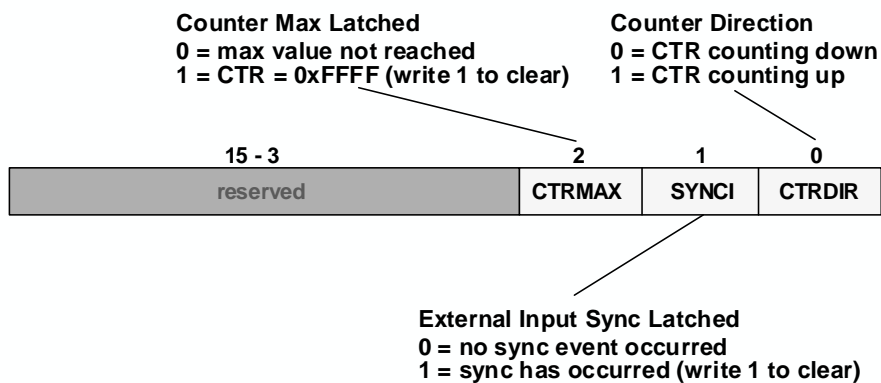 Counter Max Latched
0 = max value not reached
1 = CTR = 0xFFFF (write 1 to clear)
Counter Direction
0 = CTR counting down
1 = CTR counting up
15 - 3
2
1
0
reserved
CTRMAX
SYNCI
CTRDIR
External Input Sync Latched
0 = no sync event occurred
1 = sync has occurred (write 1 to clear)